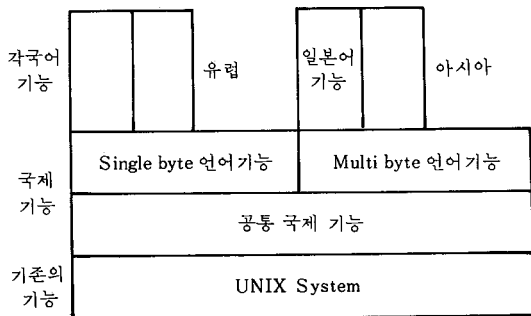 각국어
기능
유럽
일본어
기능
아시아
국제
기능
Single byte 언어기능
Multi byte 언어기능
공통 국제 기능
기존의
기능
UNIX System